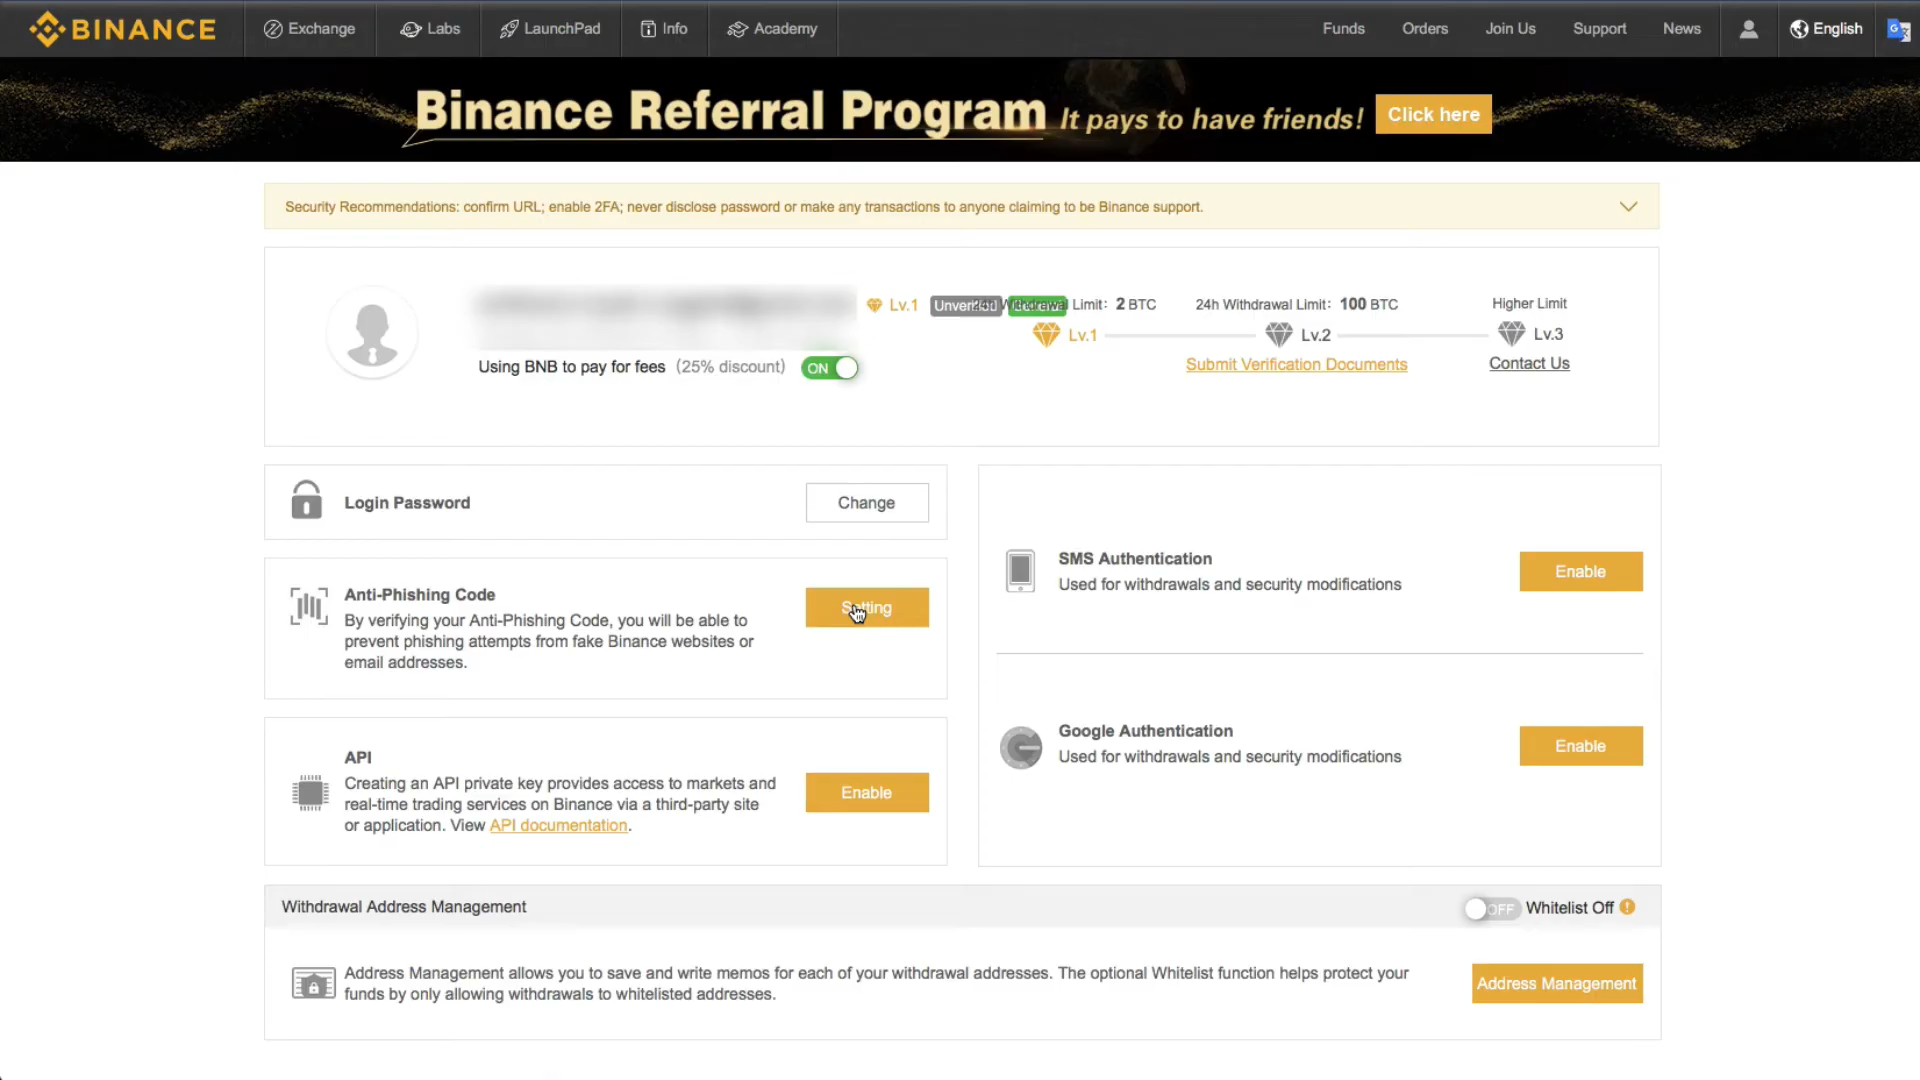 BINANCE
Exchange
Labs
LaunchPad
Info
Academy
Funds
Orders
Join Us
Support
News
English
Binance Referral Program It pays to have friends! Click here
Security Recommendations: confirm URL; enable 2FA; never disclose password or make any transactions to anyone claiming to be Binance support.
Lv.1
24h Withdrawal Limit: 2 BTC
24h Withdrawal Limit: 100 BTC
Higher Limit
Lv.1
Lv.2
Lv.3
Submit Verification Documents
Contact Us
Using BNB to pay for fees (25% discount) ON
Login Password
Change
Anti-Phishing Code
By verifying your Anti-Phishing Code, you will be able to
prevent phishing attempts from fake Binance websites or
email addresses.
Setting
API
Creating an API private key provides access to markets and
real-time trading services on Binance via a third-party site
or application. View API documentation.
Enable
SMS Authentication
Used for withdrawals and security modifications
Enable
Google Authentication
Used for withdrawals and security modifications
Enable
Withdrawal Address Management
OFF Whitelist Off
Address Management allows you to save and write memos for each of your withdrawal addresses. The optional Whitelist function helps protect your
funds by only allowing withdrawals to whitelisted addresses.
Address Management